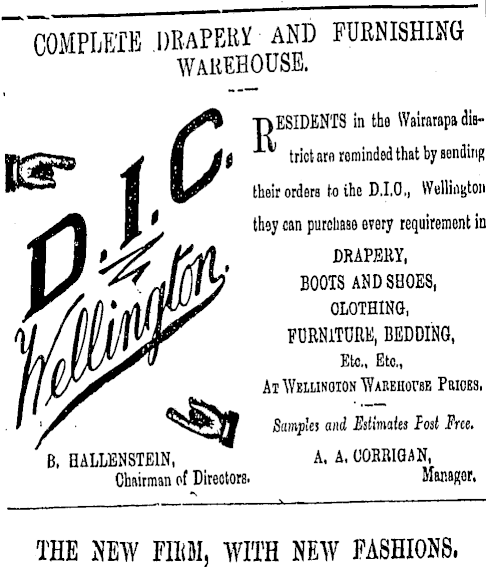 COMPLETE DRAPERY AND FURNISHING
WAREHOUSE.
D.I.C.
Wellington.
RESIDENTS in the Wairarapa dis-
trict are reminded that by sending
their orders to the D.I.C., Wellington
they can purchase every requirement in
DRAPERY,
BOOTS AND SHOES,
CLOTHING,
FURNITURE, BEDDING,
Etc., Etc.,
AT WELLINGTON WAREHOUSE PRICES.
Samples and Estimates Post Free.
B. HALLENSTEIN,
Chairman of Directors.
A. A. CORRIGAN,
Manager.
THE NEW FIRM, WITH NEW FASHIONS.